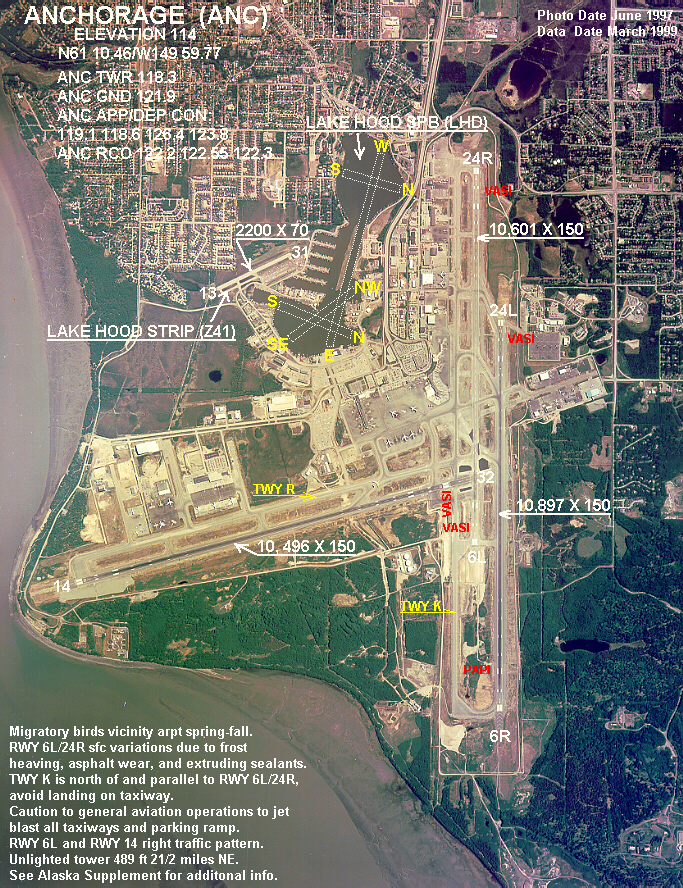 ANCHORAGE (ANC)
ELEVATION 114
N61 10.46/W149 59.77
Photo Date June 1997
Data Date March 1999
ANC TWR 118.3
ANC GND 121.9
ANC APP/DEP CON:
119.1 118.6 126.4 123.8
ANC RCO 122.2 122.55 122.3
LAKE HOOD SPB (LHD)
W
S
N
24R
VASI
2200 X 70
31
10,601 X 150
13
NW
S
24L
LAKE HOOD STRIP (Z41)
SE
N
E
VASI
32
TWY R
VASI
10,897 X 150
VASI
10, 496 X 150
6L
14
TWY K
PAPI
6R
Migratory birds vicinity arpt spring-fall.
RWY 6L/24R sfc variations due to frost
heaving, asphalt wear, and extruding sealants.
TWY K is north of and parallel to RWY 6L/24R,
avoid landing on taxiway.
Caution to general aviation operations to jet
blast all taxiways and parking ramp.
RWY 6L and RWY 14 right traffic pattern.
Unlighted tower 489 ft 21/2 miles NE.
See Alaska Supplement for additonal info.